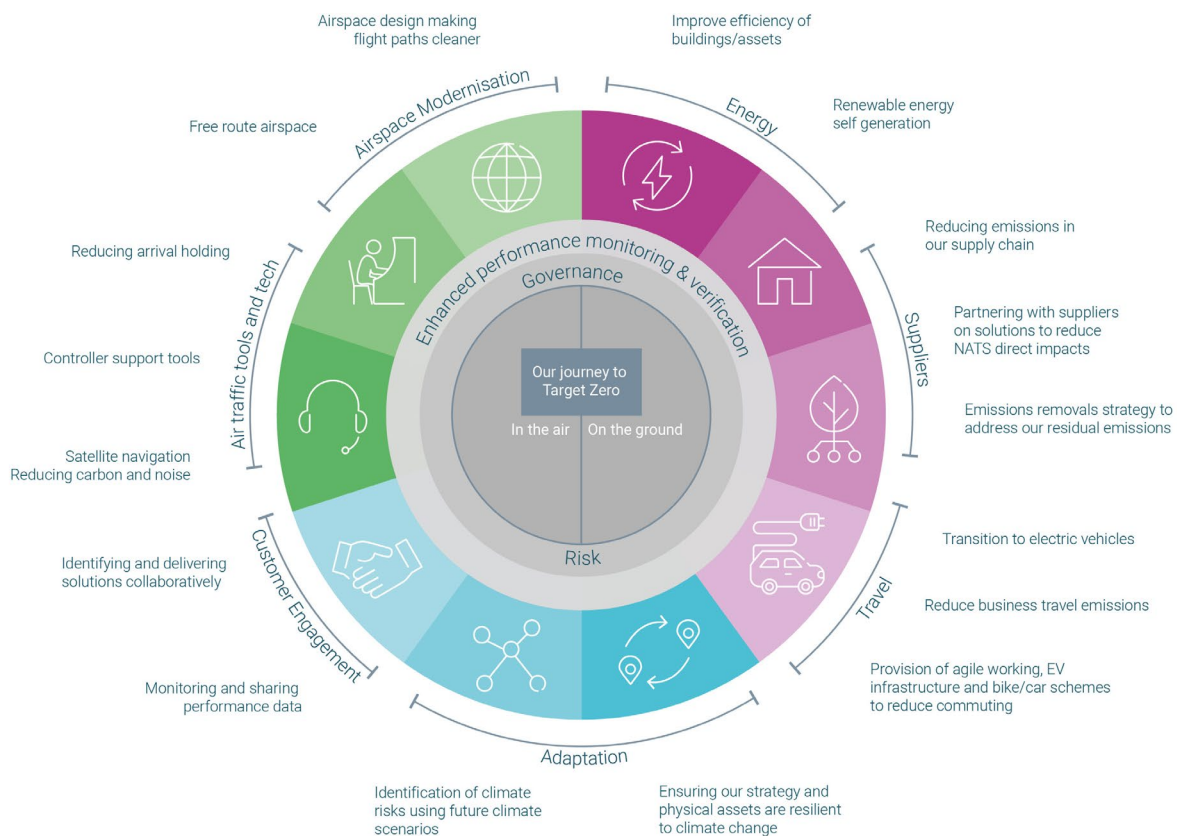 Airspace design making
flight paths cleaner
Improve efficiency of
buildings/assets
Airspace Modernisation
Energy
Free route airspace
Renewable energy
self generation
Reducing arrival holding
Reducing emissions in
our supply chain
Air traffic tools and tech
Suppliers
Enhanced performance monitoring & verification
Governance
Controller support tools
Partnering with suppliers
on solutions to reduce
NATS direct impacts
Our journey to
Target Zero
In the air
On the ground
Emissions removals strategy to
address our residual emissions
Satellite navigation
Reducing carbon and noise
Risk
Customer Engagement
Travel
Identifying and delivering
solutions collaboratively
Transition to electric vehicles
Reduce business travel emissions
Monitoring and sharing
performance data
Provision of agile working, EV
infrastructure and bike/car schemes
to reduce commuting
Adaptation
Identification of climate
risks using future climate
scenarios
Ensuring our strategy and
physical assets are resilient
to climate change